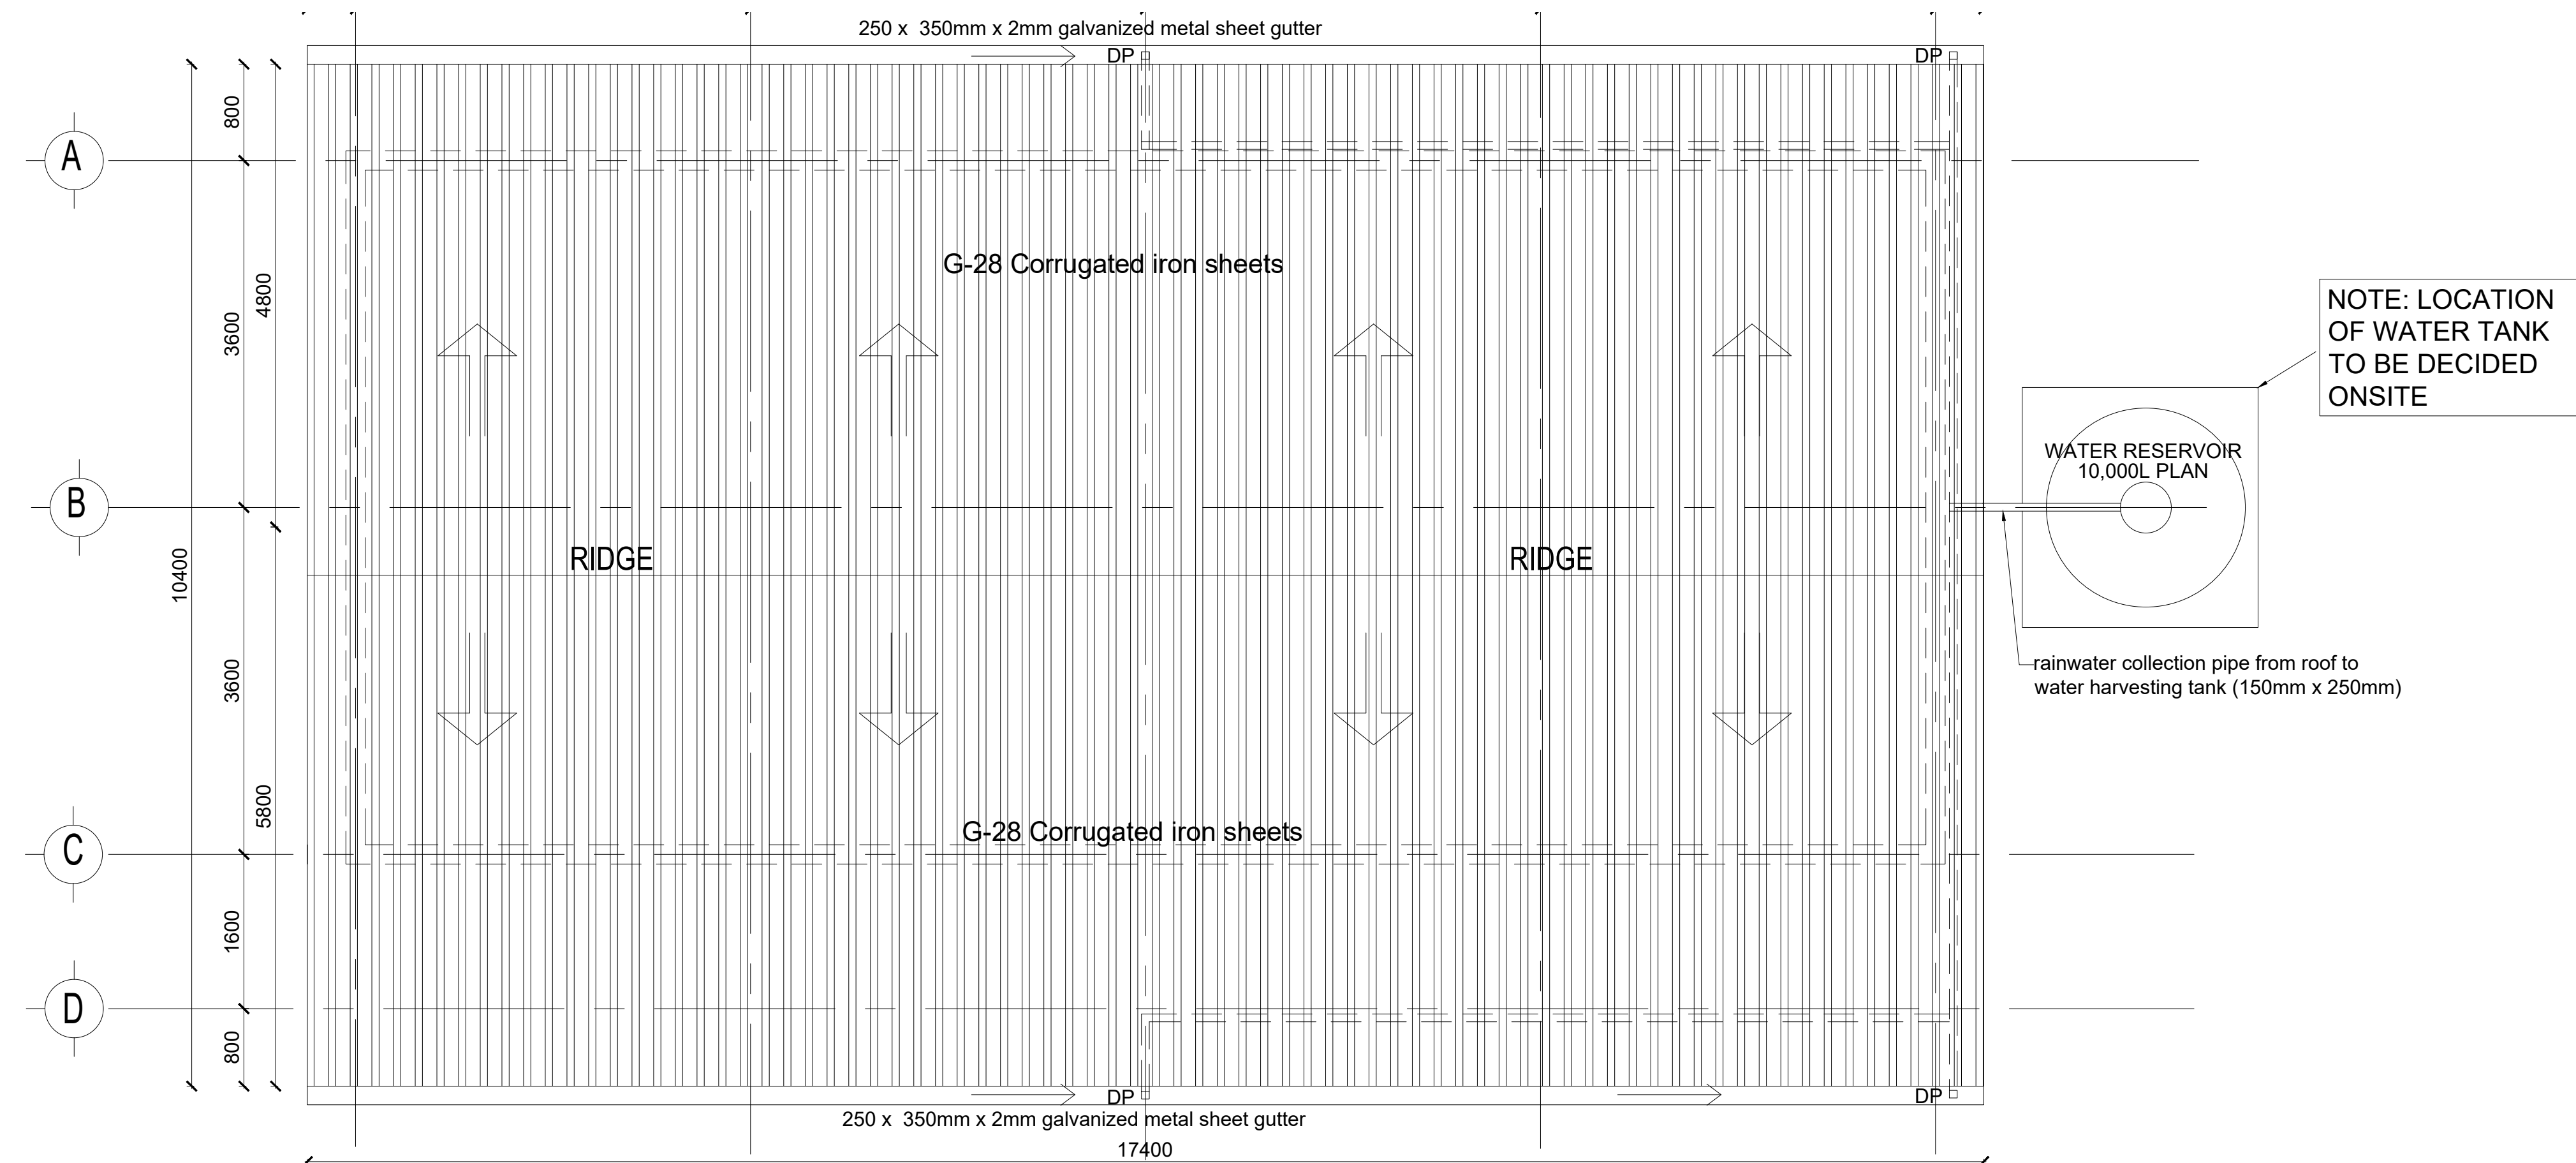 250 x  350mm x 2mm galvanized metal sheet gutter
DP
DP
800
A
G-28 Corrugated iron sheets
4800
3600
NOTE: LOCATION
OF WATER TANK
TO BE DECIDED
ONSITE
WATER RESERVOIR
10,000L PLAN
B
RIDGE
RIDGE
10400
rainwater collection pipe from roof to
water harvesting tank (150mm x 250mm)
3600
5800
G-28 Corrugated iron sheets
C
1600
D
800
DP
DP
250 x  350mm x 2mm galvanized metal sheet gutter
17400